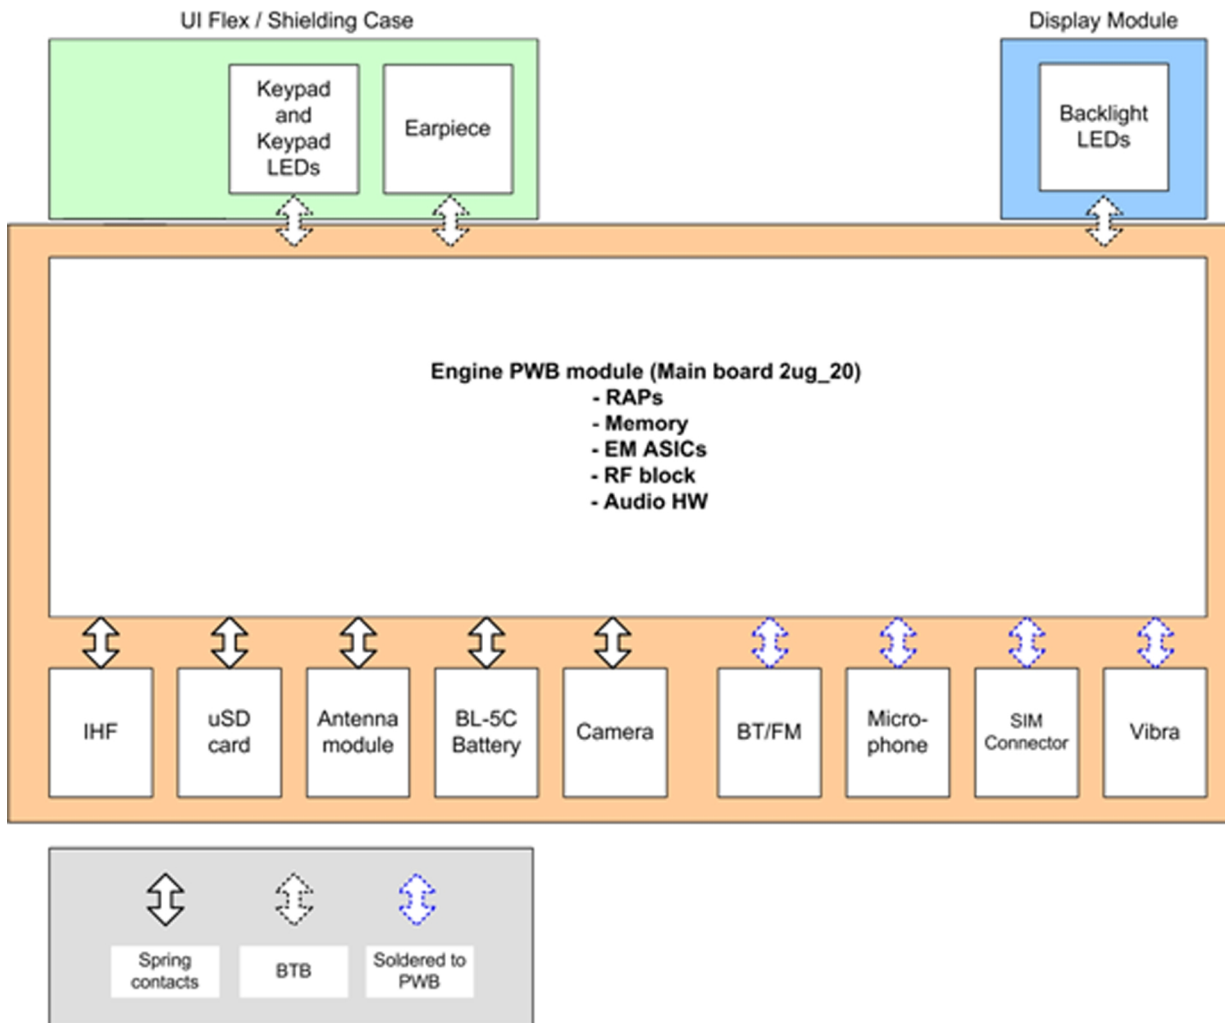 UI Flex / Shielding Case
Display Module
Keypad
and
Keypad
LEDs
Earpiece
Backlight
LEDs
Engine PWB module (Main board 2ug_20)
- RAPs
- Memory
- EM ASICs
- RF block
- Audio HW
IHF
uSD
card
Antenna
module
BL-5C
Battery
Camera
BT/FM
Micro-
phone
SIM
Connector
Vibra
Spring
contacts
BTB
Soldered to
PWB